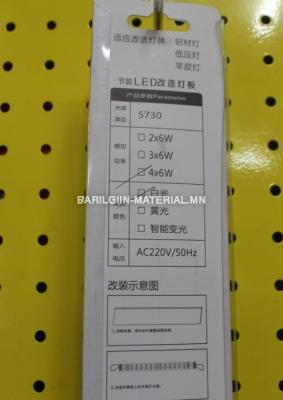 适应改造灯体：铝材灯
低压灯
羊皮灯
节能LED改造灯板
产品参数Parameter
光源类型 5730
额定功率 □ 2x6W
□ 3x6W
□ 4x6W
颜色 □ 白光
□ 黄光
□ 智能变光
BARILGIIN-MATERIAL.MN
输入电压 AC220V/50Hz
改装示意图